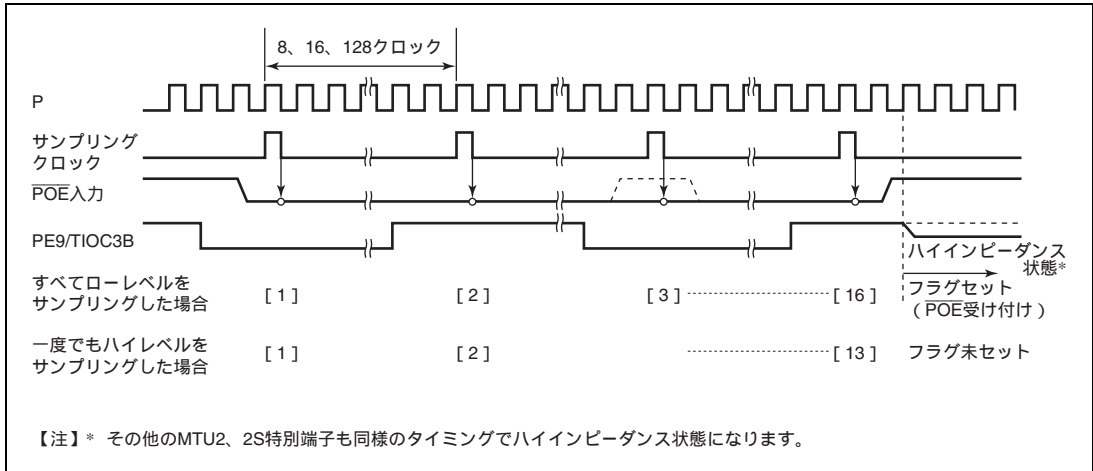 8、16、128クロック
P
サンプリング
クロック
POE入力
PE9/TIOC3B
ハイインピーダンス
状態*
すべてローレベルを
サンプリングした場合
[ 1 ] [ 2 ] [ 3 ] [ 16 ] フラグセット
( POE受け付け )
一度でもハイレベルを
サンプリングした場合
[ 1 ] [ 2 ] [ 13 ] フラグ未セット
【注】* その他のMTU2、2S特別端子も同様のタイミングでハイインピーダンス状態になります。